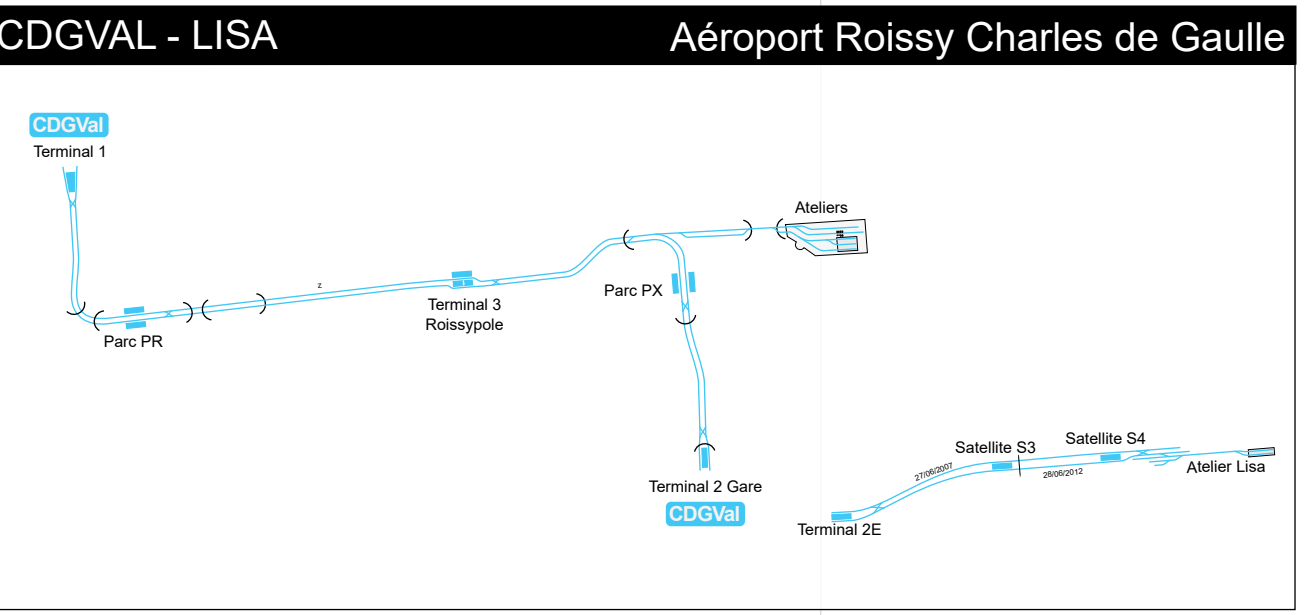 CDGVAL - LISA
Aéroport Roissy Charles de Gaulle
CDGVal
Terminal 1
Ateliers
z
Parc PX
Terminal 3
Roissypole
Parc PR
Satellite S4
Satellite S3
27/06/2007
28/06/2012
Atelier Lisa
Terminal 2 Gare
CDGVal
Terminal 2E